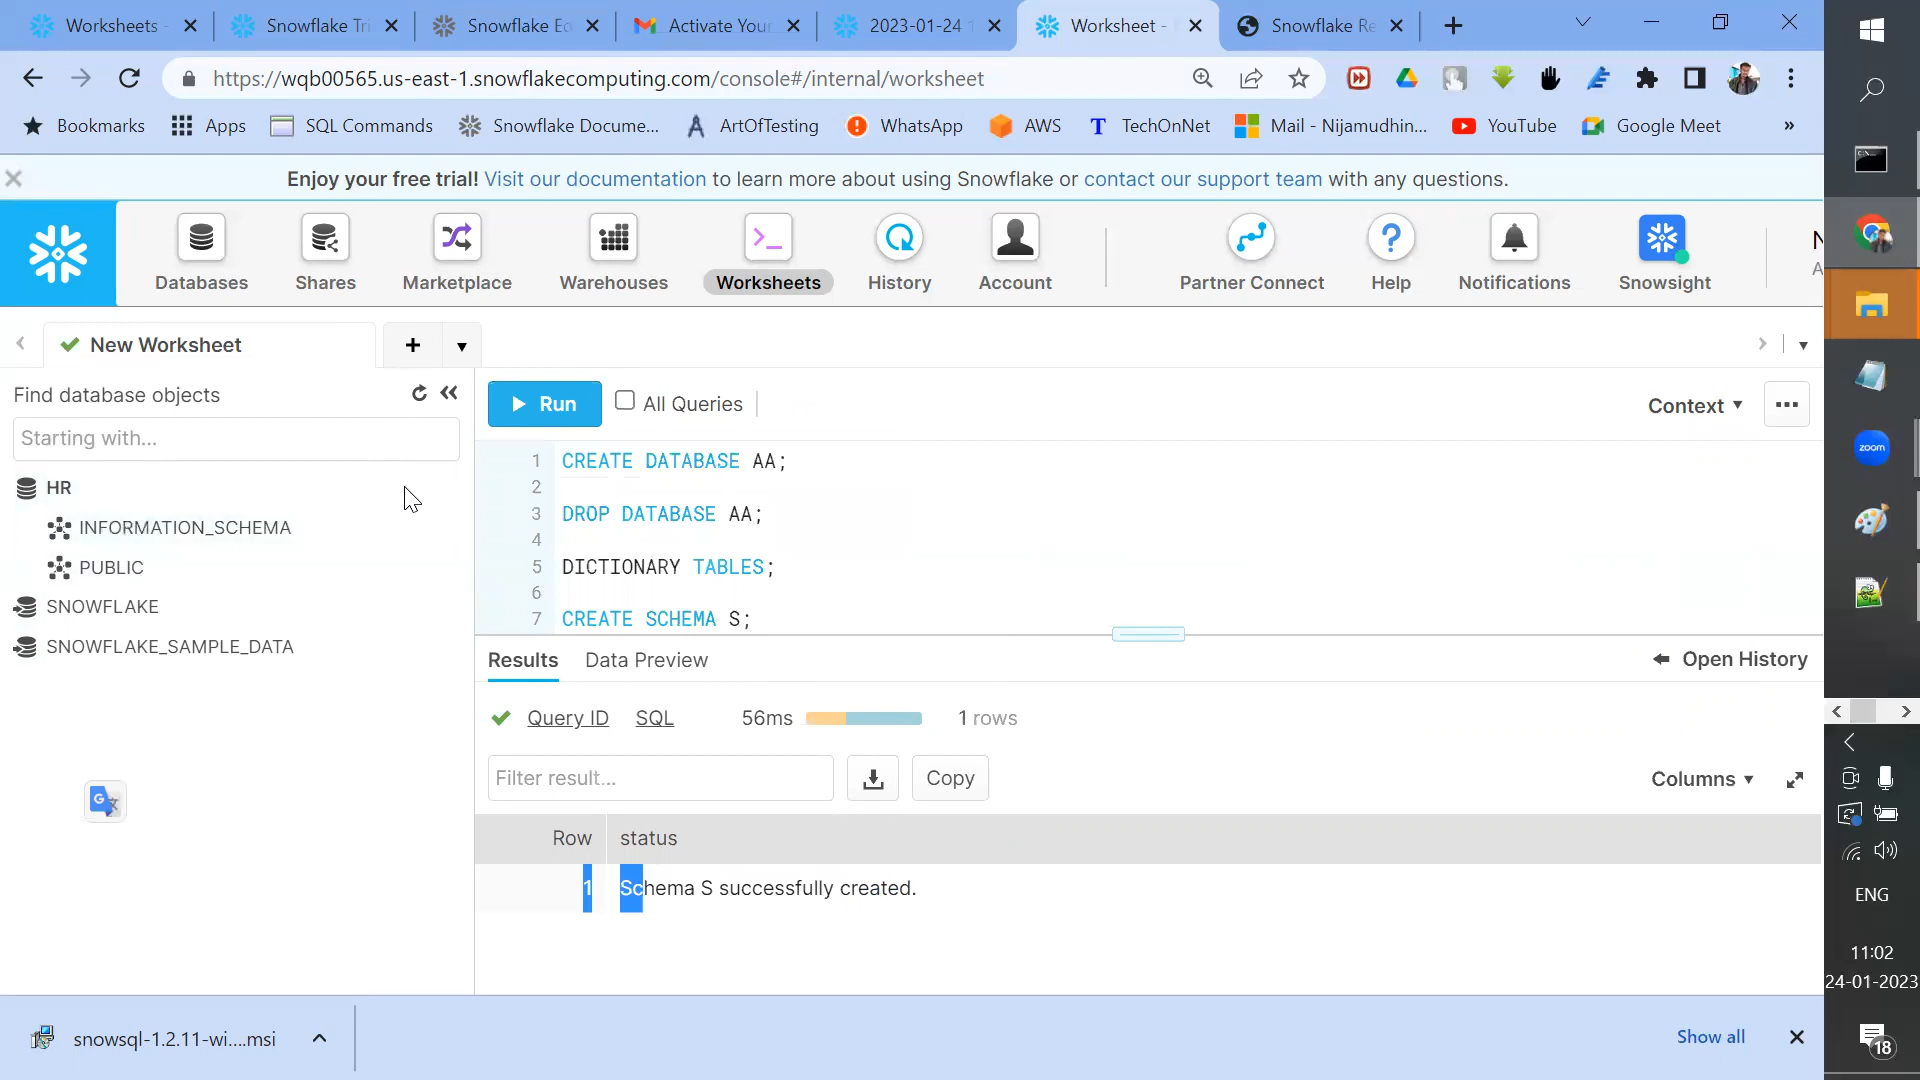 Worksheets -
Snowflake Tri
Snowflake Ed
Activate Your
2023-01-24 1
Worksheet -
Snowflake Re
https://wqb00565.us-east-1.snowflakecomputing.com/console#/internal/worksheet
Bookmarks
Apps
SQL Commands
Snowflake Docume...
ArtOfTesting
WhatsApp
AWS
TechOnNet
Mail - Nijamudhin...
YouTube
Google Meet
»
Enjoy your free trial! Visit our documentation to learn more about using Snowflake or contact our support team with any questions.
Databases
Shares
Marketplace
Warehouses
Worksheets
History
Account
Partner Connect
Help
Notifications
Snowsight
New Worksheet
Find database objects
Starting with...
HR
INFORMATION_SCHEMA
PUBLIC
SNOWFLAKE
SNOWFLAKE_SAMPLE_DATA
Run
All Queries
Context
1 CREATE DATABASE AA;
2
3 DROP DATABASE AA;
4
5 DICTIONARY TABLES;
6
7 CREATE SCHEMA S;
Results
Data Preview
Open History
Query ID
SQL
56ms
1 rows
Filter result...
Copy
Columns
Row
status
1
Schema S successfully created.
snowsql-1.2.11-wi....msi
Show all
zoom
ENG
11:02
24-01-2023
18